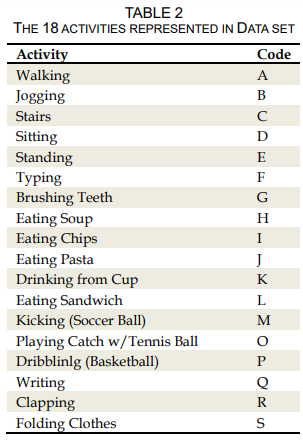 TABLE 2
THE 18 ACTIVITIES REPRESENTED IN DATA SET
Activity Code
Walking A
Jogging B
Stairs C
Sitting D
Standing E
Typing F
Brushing Teeth G
Eating Soup H
Eating Chips I
Eating Pasta J
Drinking from Cup K
Eating Sandwich L
Kicking (Soccer Ball) M
Playing Catch w/Tennis Ball O
Dribblinlg (Basketball) P
Writing Q
Clapping R
Folding Clothes S